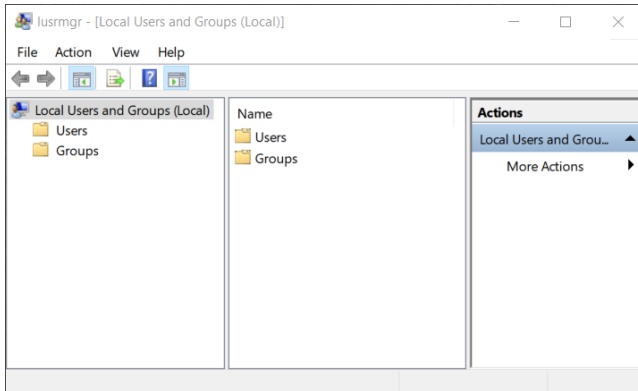 lusrmgr - [Local Users and Groups (Local)]
File Action View Help
Local Users and Groups (Local)
Users
Groups
Name
Users
Groups
Actions
Local Users and Grou...
More Actions